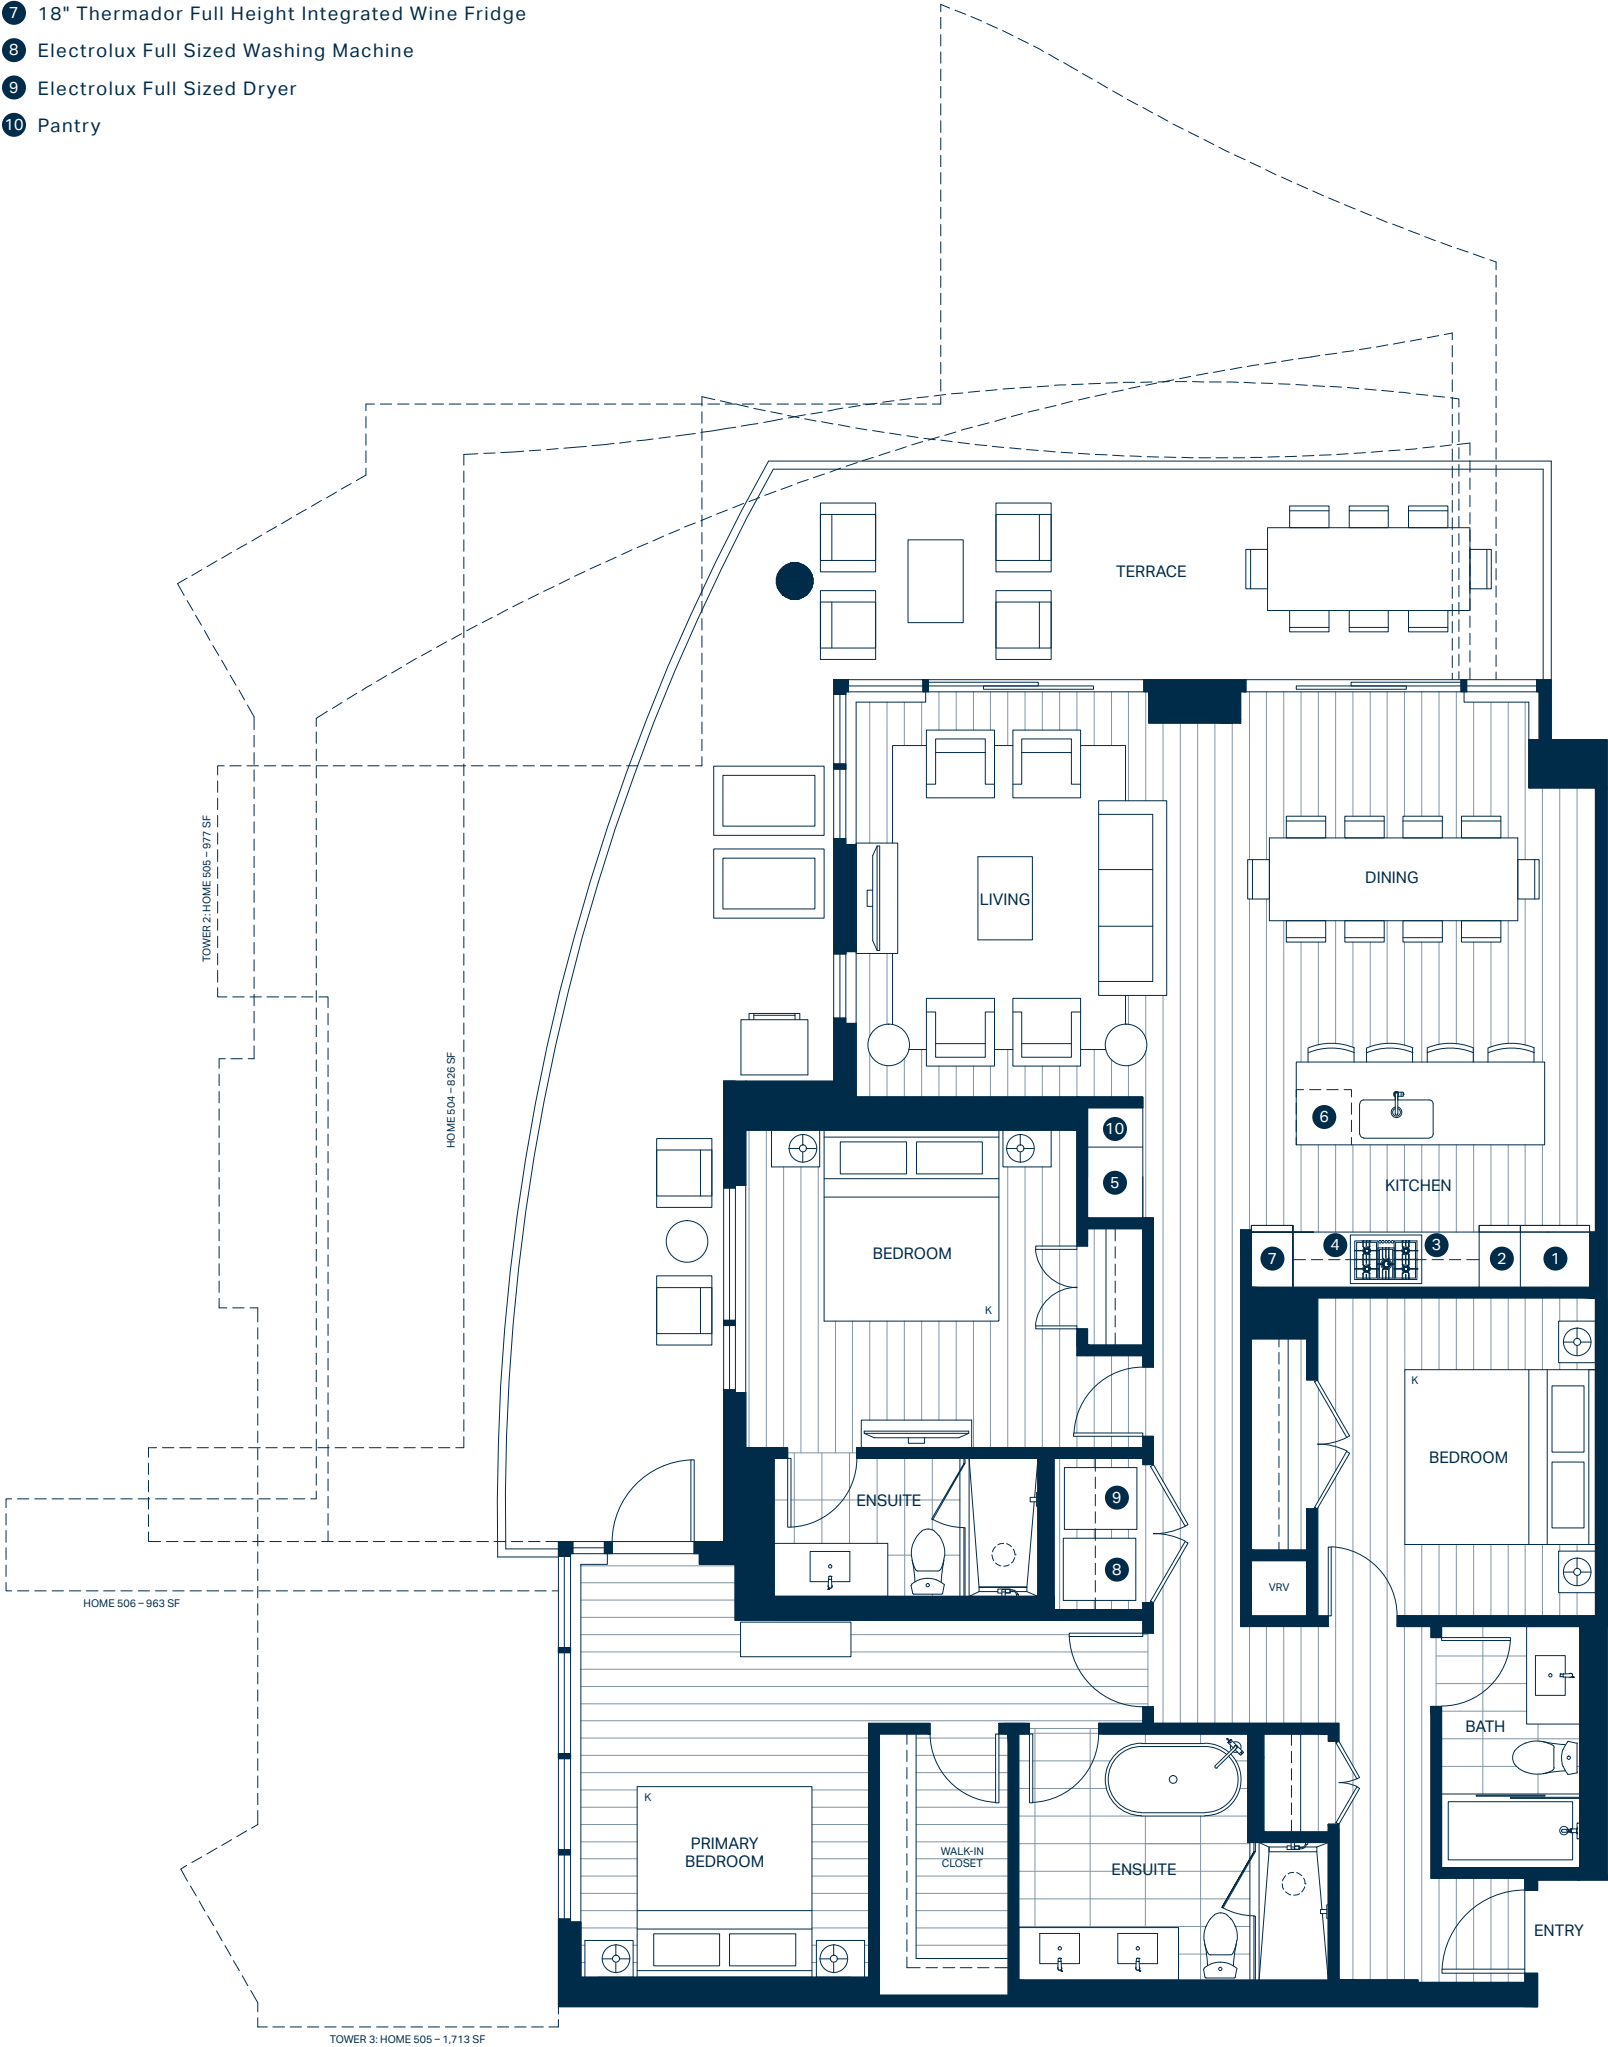 7 18" Thermador Full Height Integrated Wine Fridge
8 Electrolux Full Sized Washing Machine
9 Electrolux Full Sized Dryer
10 Pantry
TERRACE
TOWER 2: HOME 505 – 977 SF
DINING
LIVING
HOME 504 – 826 SF
6
10
5
KITCHEN
BEDROOM
K
7
4
3
2
1
K
BEDROOM
ENSUITE
9
8
VRV
HOME 506 – 963 SF
BATH
K
PRIMARY
BEDROOM
WALK-IN
CLOSET
ENSUITE
ENTRY
TOWER 3: HOME 505 – 1,713 SF